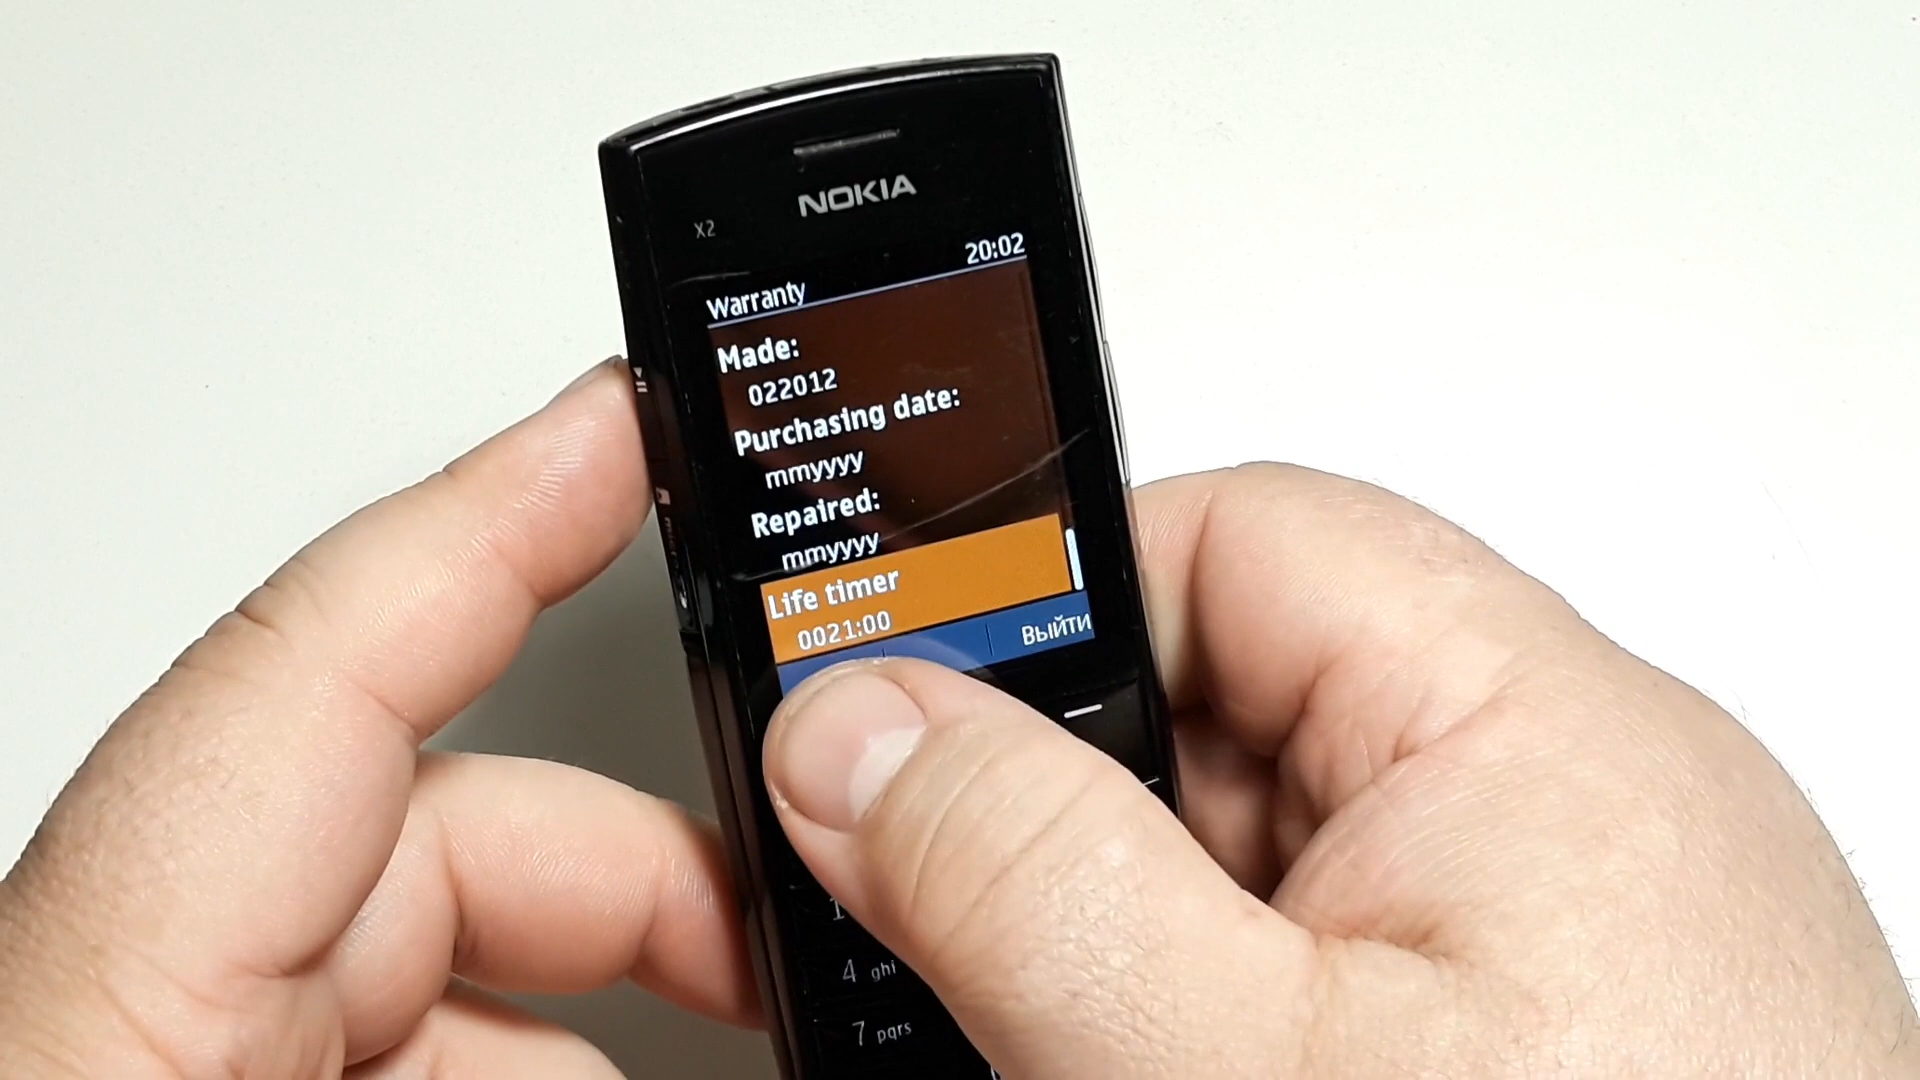 NOKIA
X2
20:02
Warranty
Made:
022012
Purchasing date:
mmyyyy
Repaired:
mmyyyy
Life timer
0021:00
Выйти
4 ghi
7 pqrs